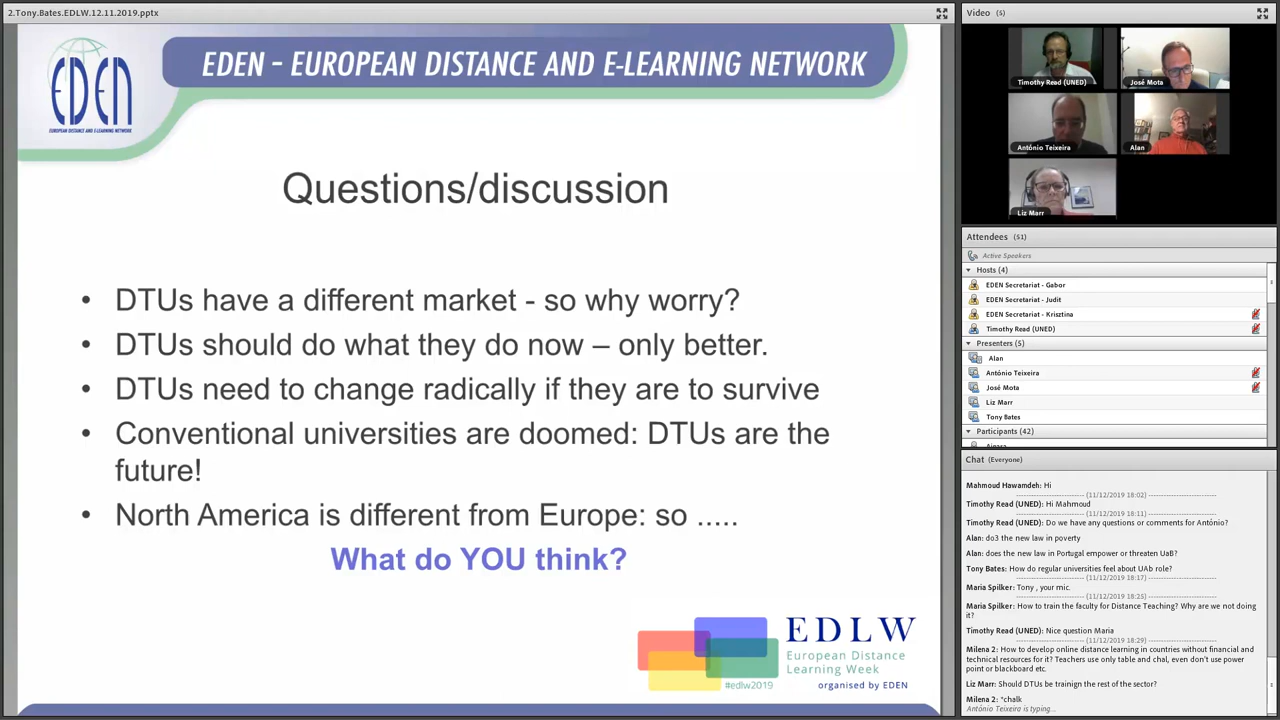 2.Tony.Bates.EDLW.12.11.2019.pptx
EDEN
EUROPEAN DISTANCE AND E-LEARNING NETWORK
EDEN – EUROPEAN DISTANCE AND E-LEARNING NETWORK
Questions/discussion
• DTUs have a different market - so why worry?
• DTUs should do what they do now – only better.
• DTUs need to change radically if they are to survive
• Conventional universities are doomed: DTUs are the
future!
• North America is different from Europe: so .....
What do YOU think?
EDLW
European Distance
Learning Week
#edlw2019
organised by EDEN
Video (5)
Timothy Read (UNED)
José Mota
António Teixeira
Alan
Liz Marr
Attendees (51)
Active Speakers
Hosts (4)
EDEN Secretariat - Gabor
EDEN Secretariat - Judit
EDEN Secretariat - Krisztina
Timothy Read (UNED)
Presenters (5)
Alan
António Teixeira
José Mota
Liz Marr
Tony Bates
Participants (42)
Chat (Everyone)
Mahmoud Hawamdeh: Hi
(11/12/2019 18:02)
Timothy Read (UNED): Hi Mahmoud
(11/12/2019 18:11)
Timothy Read (UNED): Do we have any questions or comments for António?
Alan: do3 the new law in poverty
Alan: does the new law in Portugal empower or threaten UaB?
Tony Bates: How do regular universities feel about UAb role?
(11/12/2019 18:17)
Maria Spilker: Tony , your mic.
(11/12/2019 18:25)
Maria Spilker: How to train the faculty for Distance Teaching? Why are we not doing
it?
Timothy Read (UNED): Nice question Maria
(11/12/2019 18:29)
Milena 2: How to develop online distance learning in countries without financial and
technical resources for it? Teachers use only table and chal, even don't use power
point or blackboard etc.
Liz Marr: Should DTUs be trainign the rest of the sector?
Milena 2: *chalk
António Teixeira is typing...